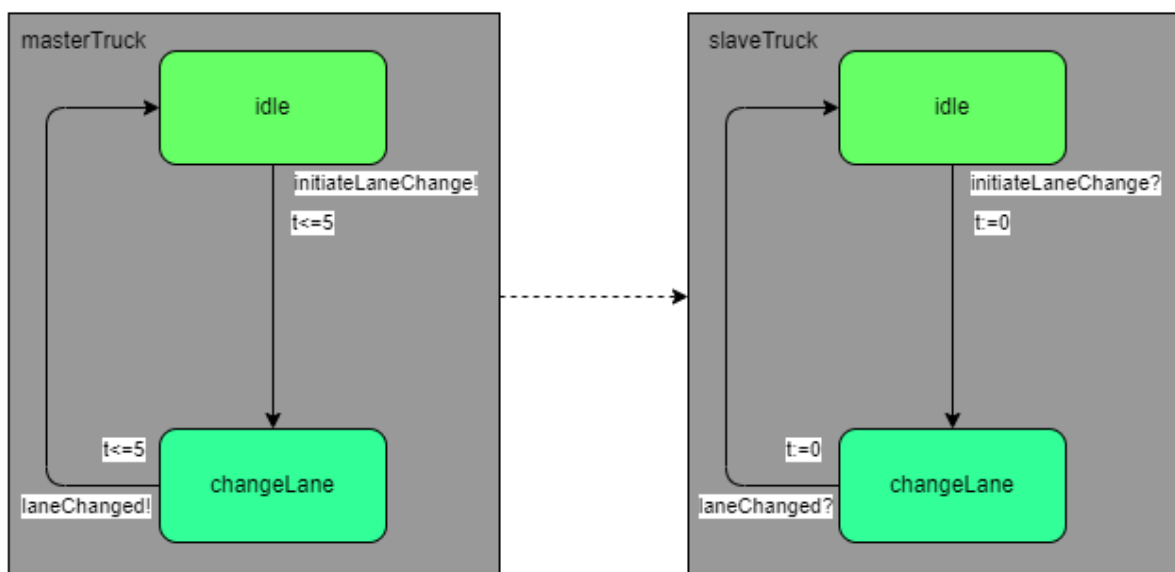 masterTruck
idle
initiateLaneChange!
t<=5
t<=5
changeLane
laneChanged!
slaveTruck
idle
initiateLaneChange?
t:=0
t:=0
changeLane
laneChanged?